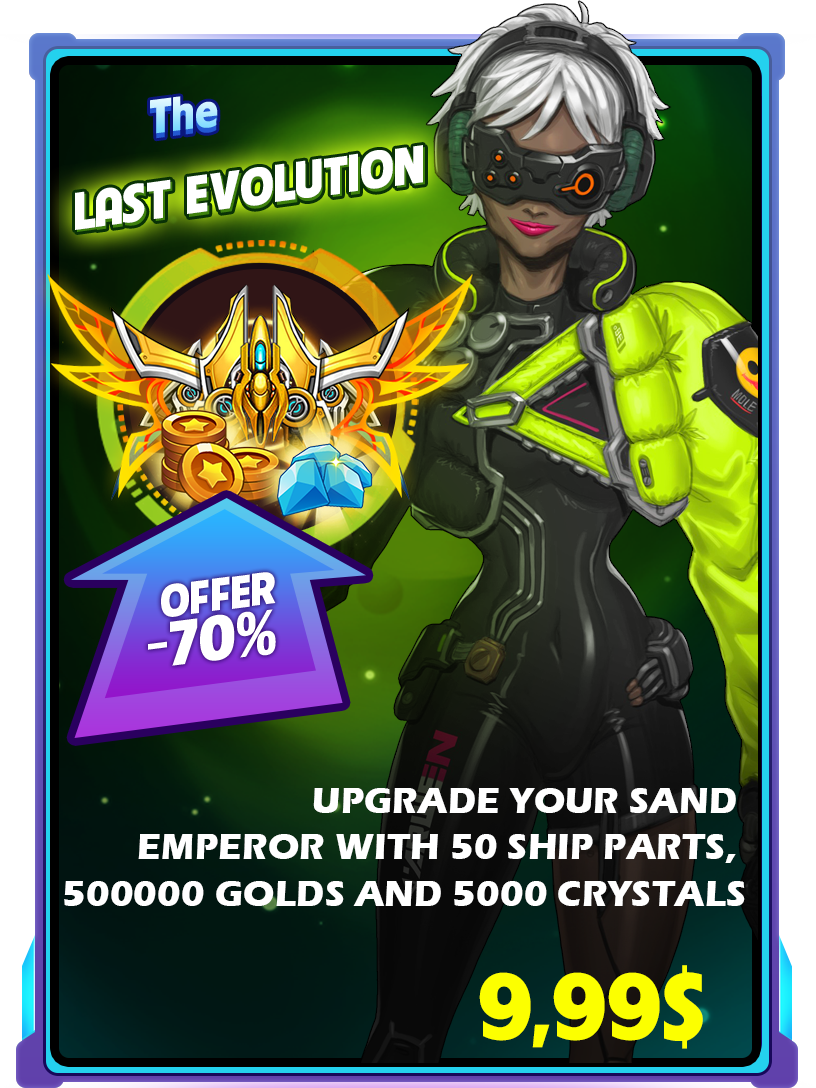 The
LAST EVOLUTION
OFFER
-70%
UPGRADE YOUR SAND
EMPEROR WITH 50 SHIP PARTS,
500000 GOLDS AND 5000 CRYSTALS
9,99$